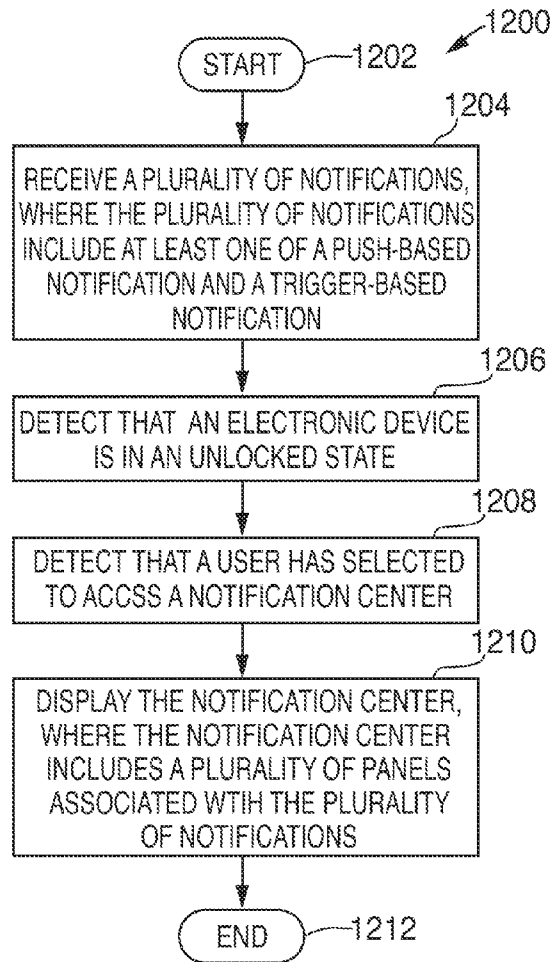 1200
START
1202
1204
RECEIVE A PLURALITY OF NOTIFICATIONS,
WHERE THE PLURALITY OF NOTIFICATIONS
INCLUDE AT LEAST ONE OF A PUSH-BASED
NOTIFICATION AND A TRIGGER-BASED
NOTIFICATION
1206
DETECT THAT AN ELECTRONIC DEVICE
IS IN AN UNLOCKED STATE
1208
DETECT THAT A USER HAS SELECTED
TO ACCSS A NOTIFICATION CENTER
1210
DISPLAY THE NOTIFICATION CENTER,
WHERE THE NOTIFICATION CENTER
INCLUDES A PLURALITY OF PANELS
ASSOCIATED WTIH THE PLURALITY
OF NOTIFICATIONS
END
1212